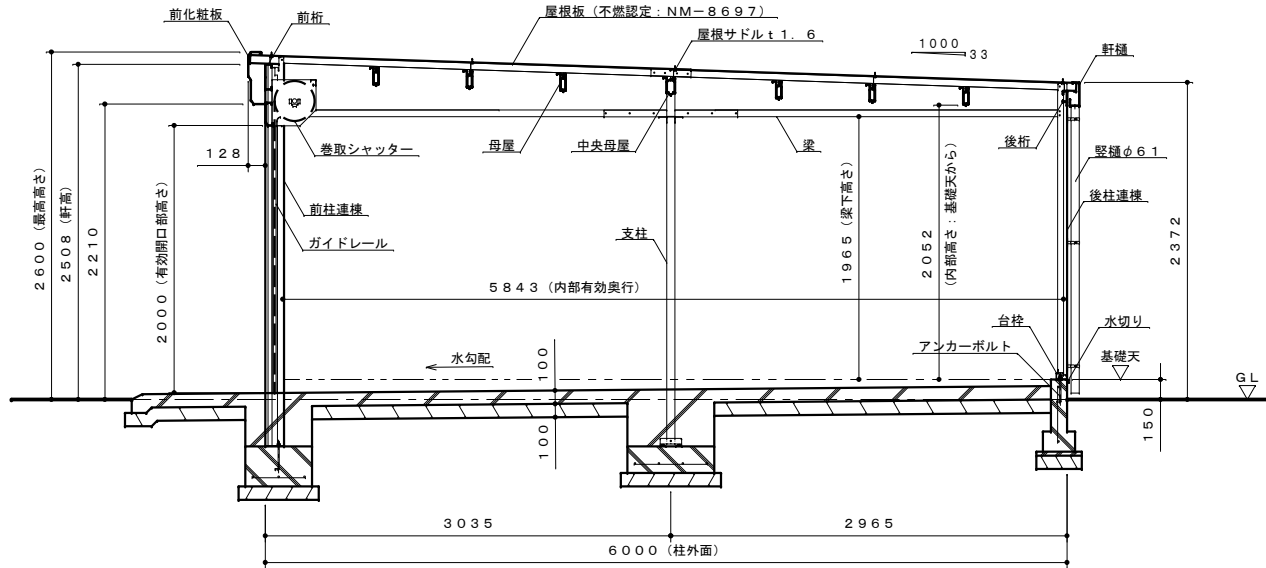 前化粧板
前桁
屋根板（不燃認定：NM－8697）
屋根サドルt1．6
1000
33
軒樋
巻取シャッター
母屋
中央母屋
梁
後桁
竪樋φ61
後柱連棟
128
前柱連棟
ガイドレール
支柱
2600（最高高さ）
2508（軒高）
2210
2000（有効開口部高さ）
1965（梁下高さ）
2052
（内部高さ：基礎天から）
2372
5843（内部有効奥行）
台枠
水切り
アンカーボルト
基礎天
水勾配
100
100
GL
150
3035
2965
6000（柱外面）